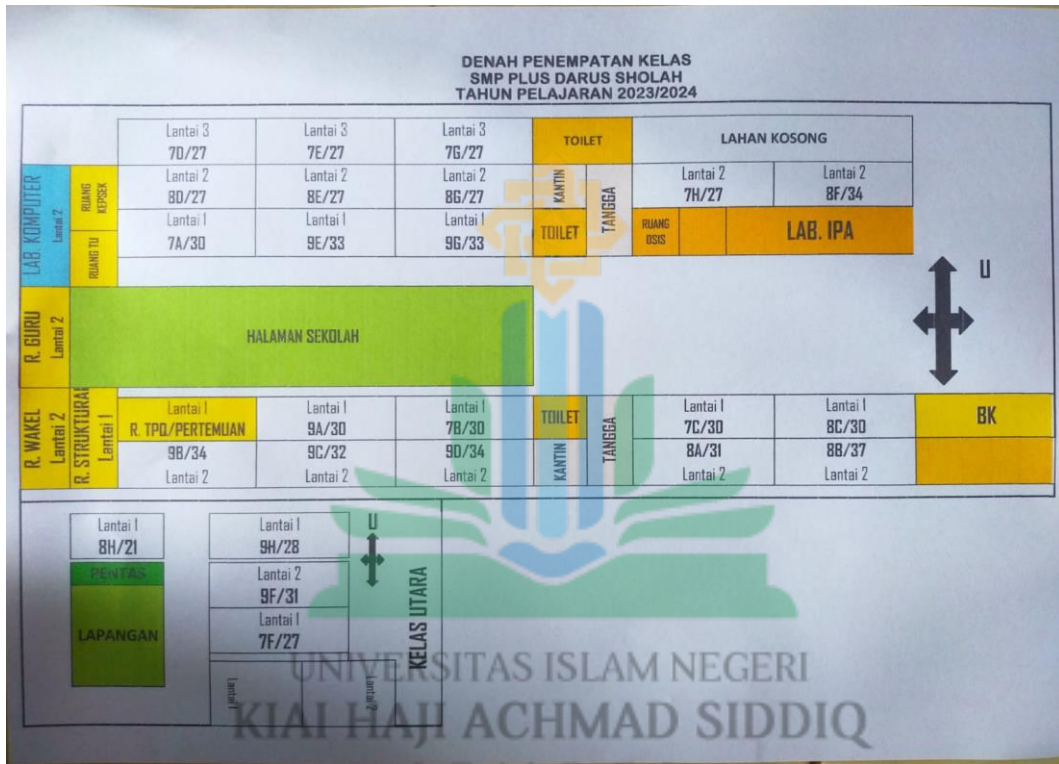 DENAH PENEMPATAN KELAS
SMP PLUS DARUS SHOLAH
TAHUN PELAJARAN 2023/2024
Lantai 3
7D/27
Lantai 3
7E/27
Lantai 3
7G/27
TOILET
LAHAN KOSONG
LAB. KOMPUTER
Lantai 2
RUANG
KEPSEK
Lantai 2
8D/27
Lantai 2
8E/27
Lantai 2
8G/27
KANTIN
TANGGA
Lantai 2
7H/27
Lantai 2
8F/34
RUANG TU
Lantai 1
7A/30
Lantai 1
9E/33
Lantai 1
9G/33
TOILET
RUANG
OSIS
LAB. IPA
U
R. GURU
Lantai 2
HALAMAN SEKOLAH
R. WAKEL
Lantai 2
R. STRUKTURAL
Lantai 1
Lantai 1
R. TPQ/PERTEMUAN
Lantai 1
9A/30
Lantai 1
7B/30
TOILET
TANGGA
Lantai 1
7C/30
Lantai 1
8C/30
BK
9B/34
Lantai 2
9C/32
Lantai 2
9D/34
Lantai 2
KANTIN
8A/31
Lantai 2
8B/37
Lantai 2
Lantai 1
8H/21
Lantai 1
9H/28
U
PENTAS
Lantai 2
9F/31
LAPANGAN
Lantai 1
7F/27
KELAS UTARA
Lantai 1
Lantai 2
UNIVERSITAS ISLAM NEGERI
KIAI HAJI ACHMAD SIDDIQ